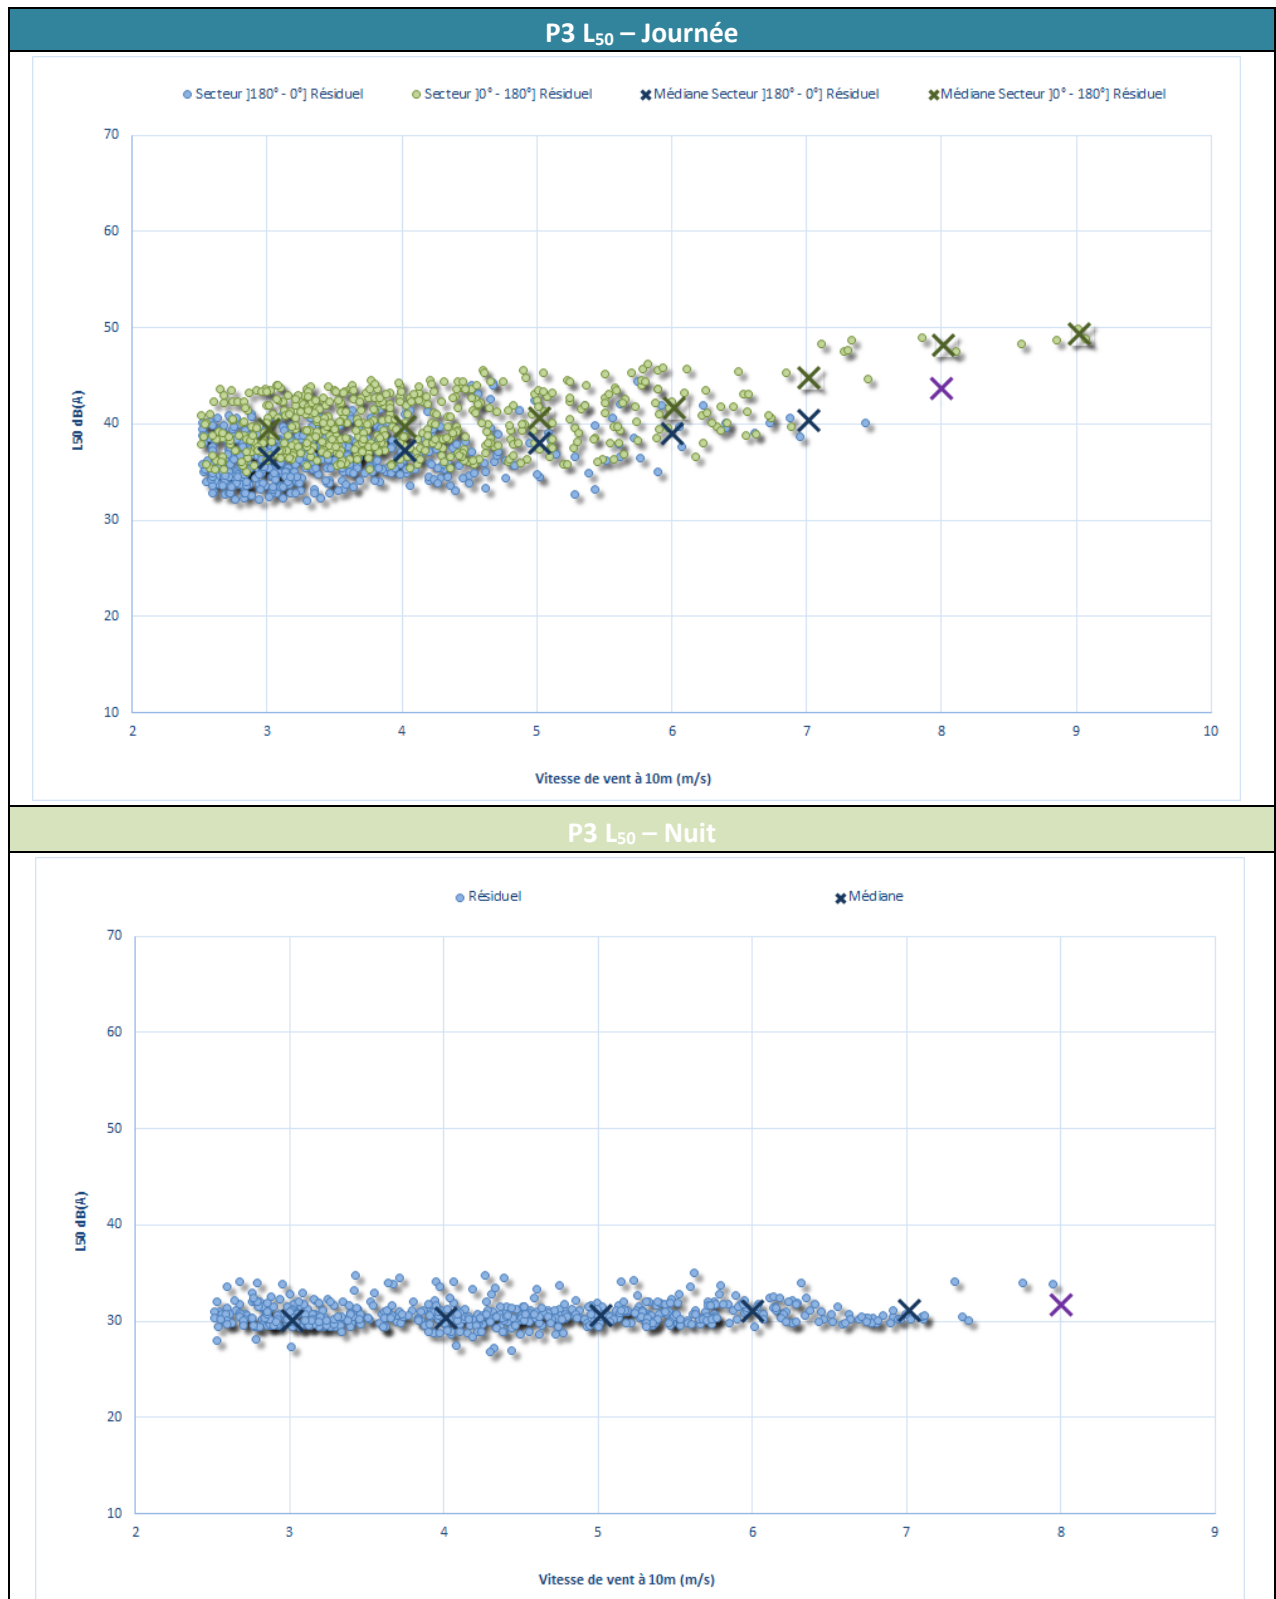 P3 L50 – Journée
Secteur ]180° - 0°] Résiduel Secteur ]0° - 180°] Résiduel Médiane Secteur ]180° - 0°] Résiduel Médiane Secteur ]0° - 180°] Résiduel
70
60
50
40
30
20
10
L50 dB(A)
2 3 4 5 6 7 8 9 10
Vitesse de vent à 10m (m/s)
P3 L50 – Nuit
Résiduel Médiane
70
60
50
40
30
20
10
L50 dB(A)
2 3 4 5 6 7 8 9
Vitesse de vent à 10m (m/s)